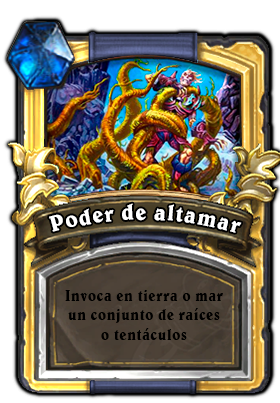 Poder de altamar
Invoca en tierra o mar
un conjunto de raíces
o tentáculos